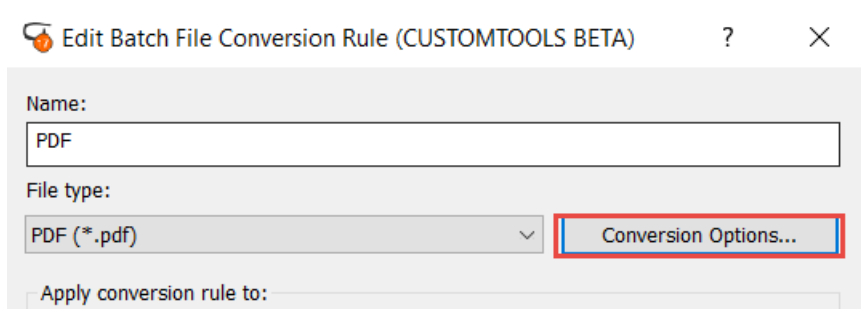 Edit Batch File Conversion Rule (CUSTOMTOOLS BETA) ?
Name:
PDF
File type:
PDF (*.pdf) Conversion Options...
Apply conversion rule to: